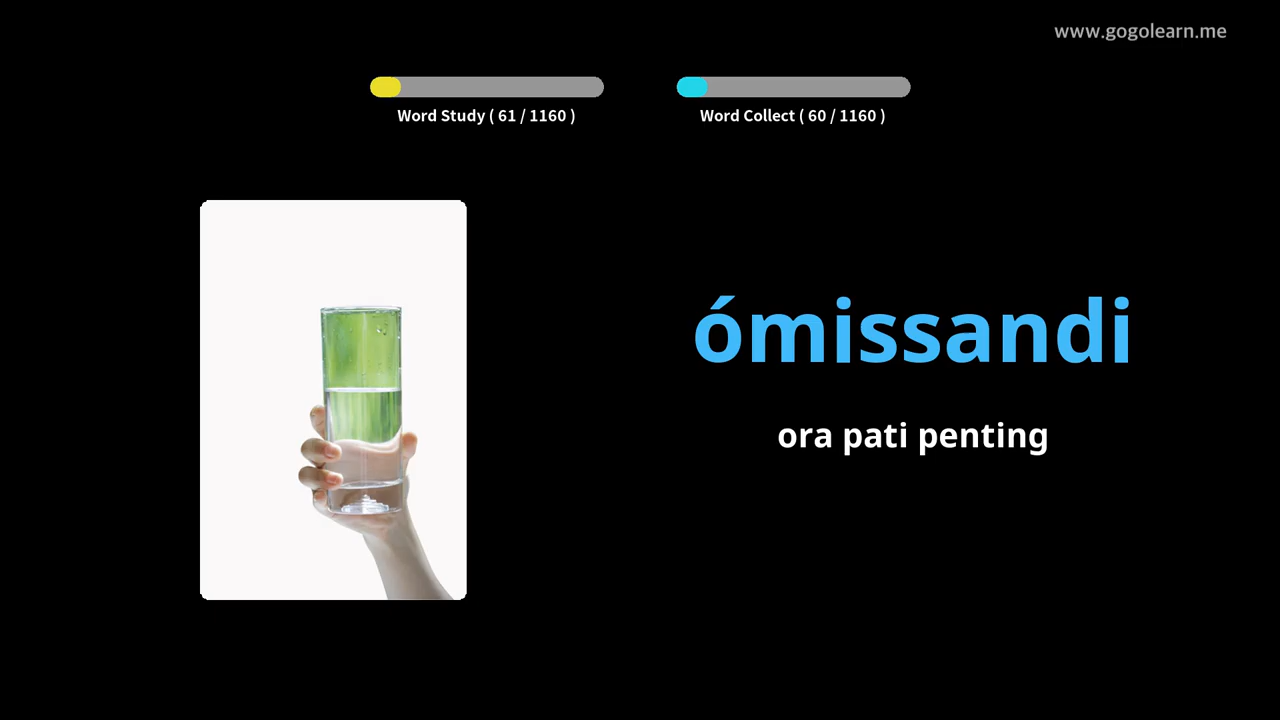 www.gogolearn.me
Word Study ( 61 / 1160 )
Word Collect ( 60 / 1160 )
ómissandi
ora pati penting